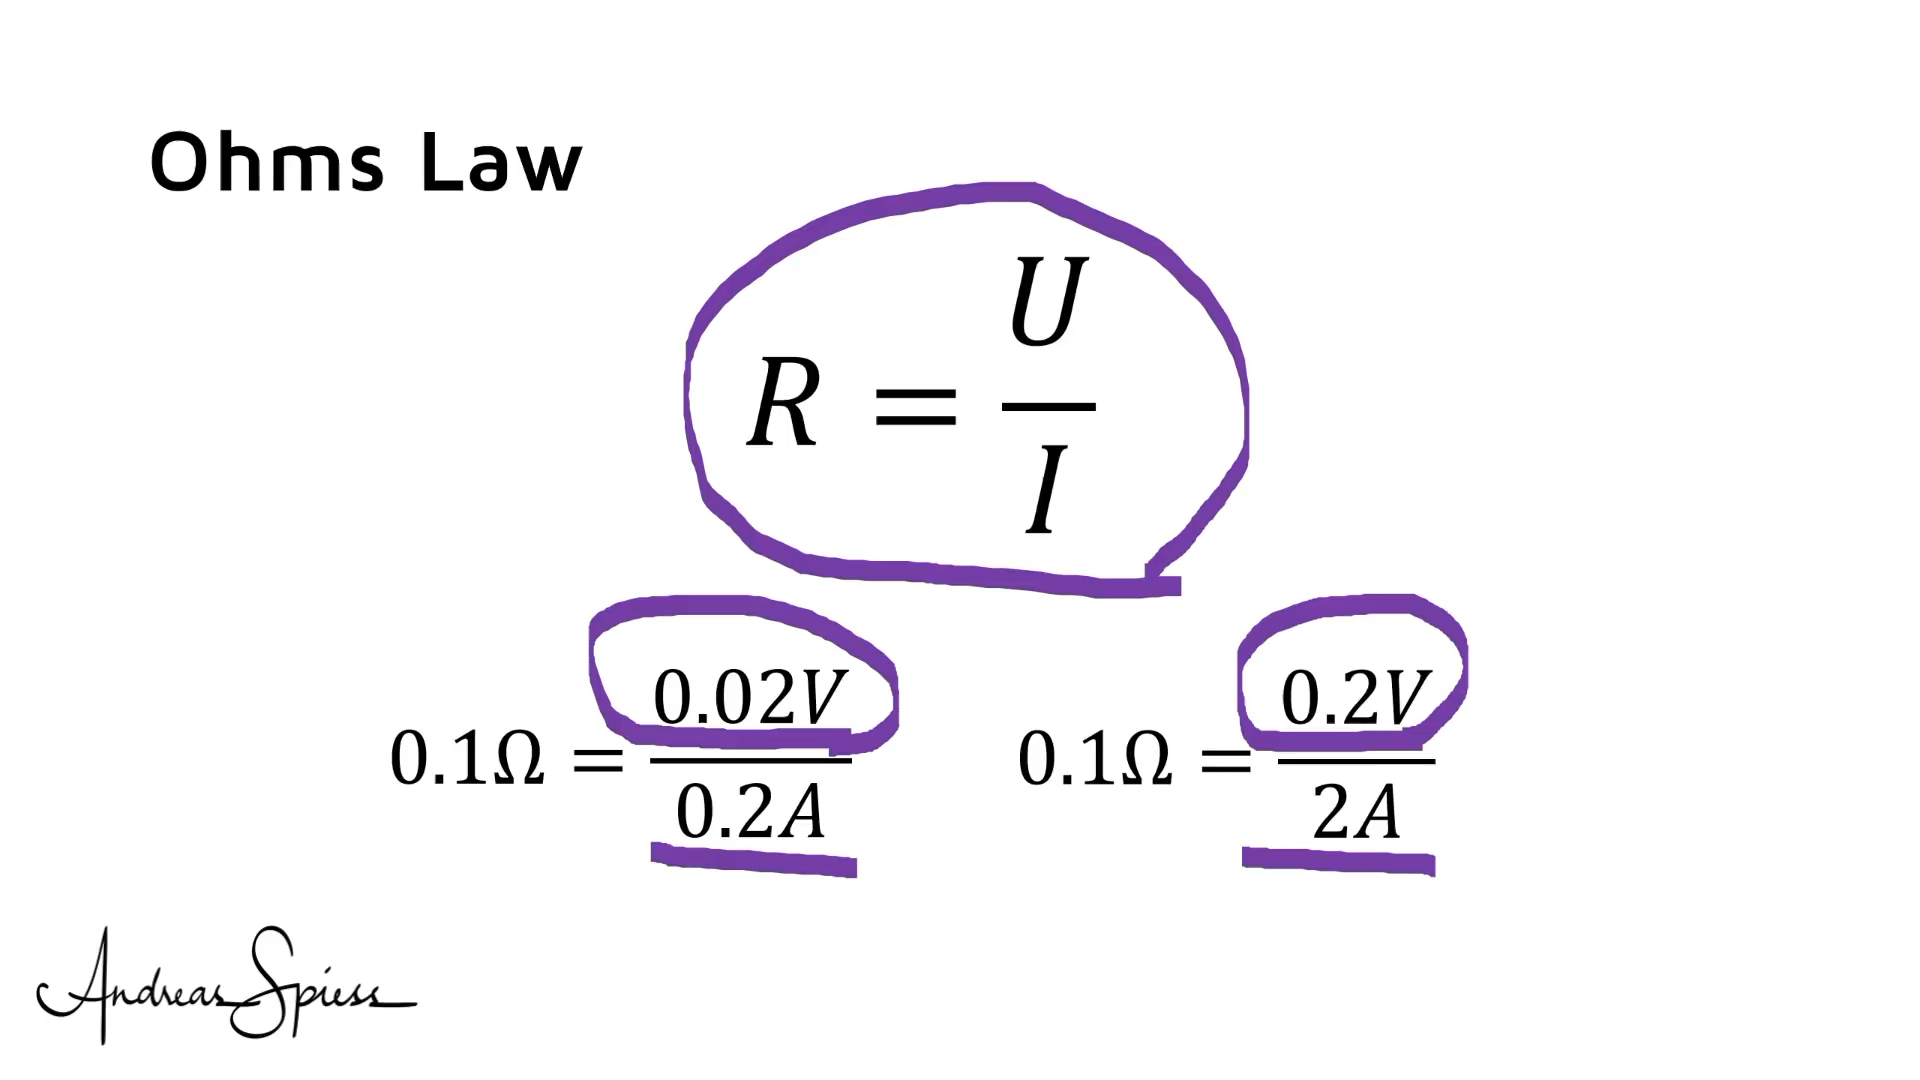 Ohms Law
R = U/I
0.1Ω = 0.02V/0.2A
0.1Ω = 0.2V/2A
Andreas Spiess